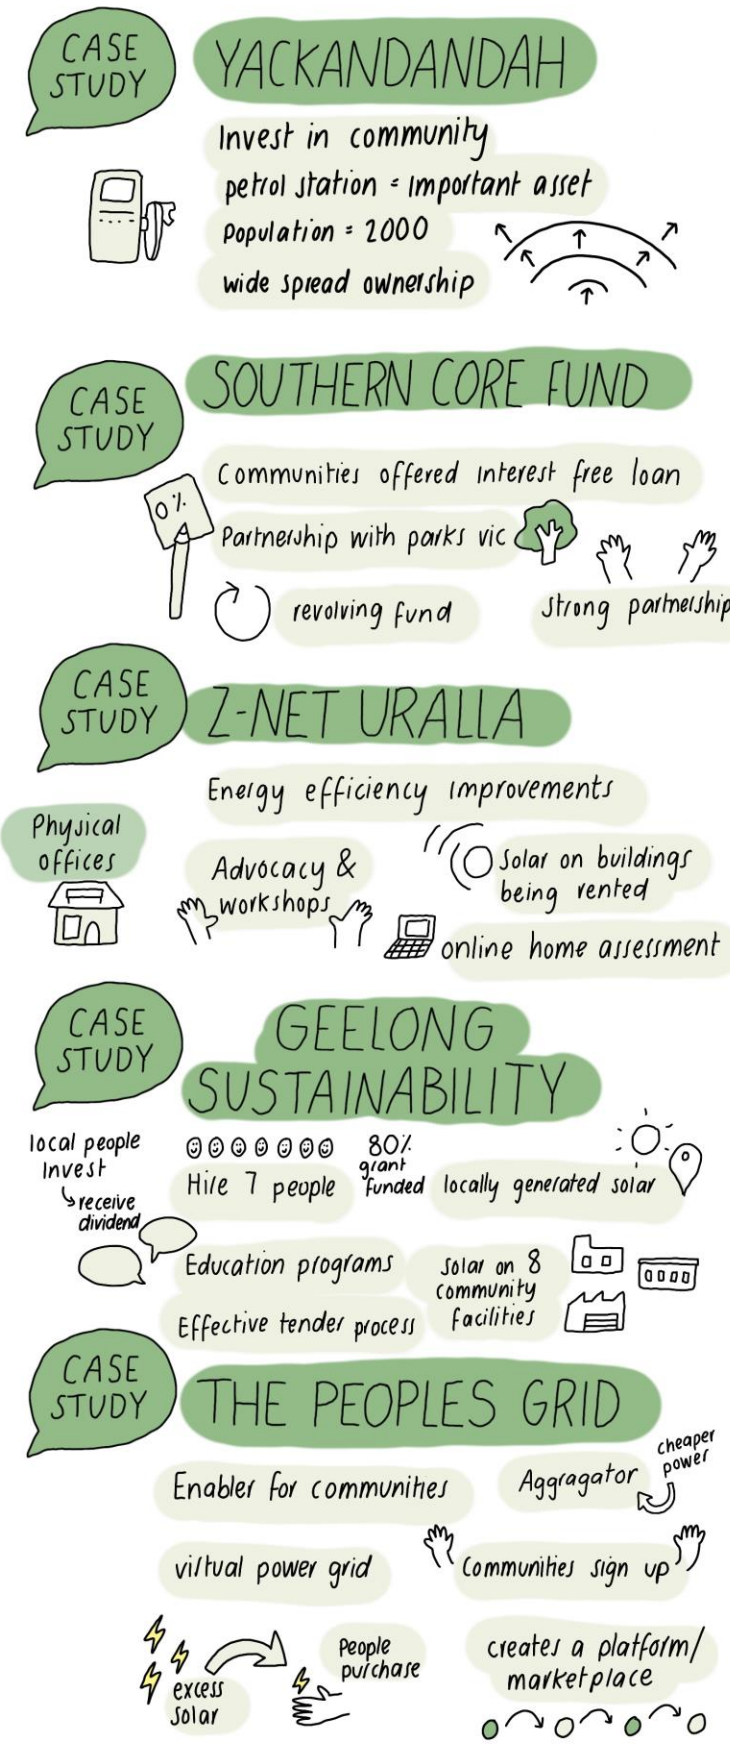 CASE
STUDY
YACKANDANDAH
Invest in community
petrol station = important asset
Population = 2000
wide spread ownership
CASE
STUDY
SOUTHERN CORE FUND
Communities offered interest free loan
0%
Partnership with parks vic
revolving fund
strong partnership
CASE
STUDY
Z-NET URALLA
Energy efficiency improvements
Physical
offices
Advocacy &
workshops
Solar on buildings
being rented
online home assessment
CASE
STUDY
GEELONG
SUSTAINABILITY
local people
Invest
receive
dividend
Hire 7 people
80%
grant
funded
locally generated solar
Education programs
Solar on 8
community
facilities
Effective tender process
CASE
STUDY
THE PEOPLES GRID
Enabler for communities
Aggragator
cheaper
power
virtual power grid
Communities sign up
excess
solar
People
purchase
creates a platform/
marketplace